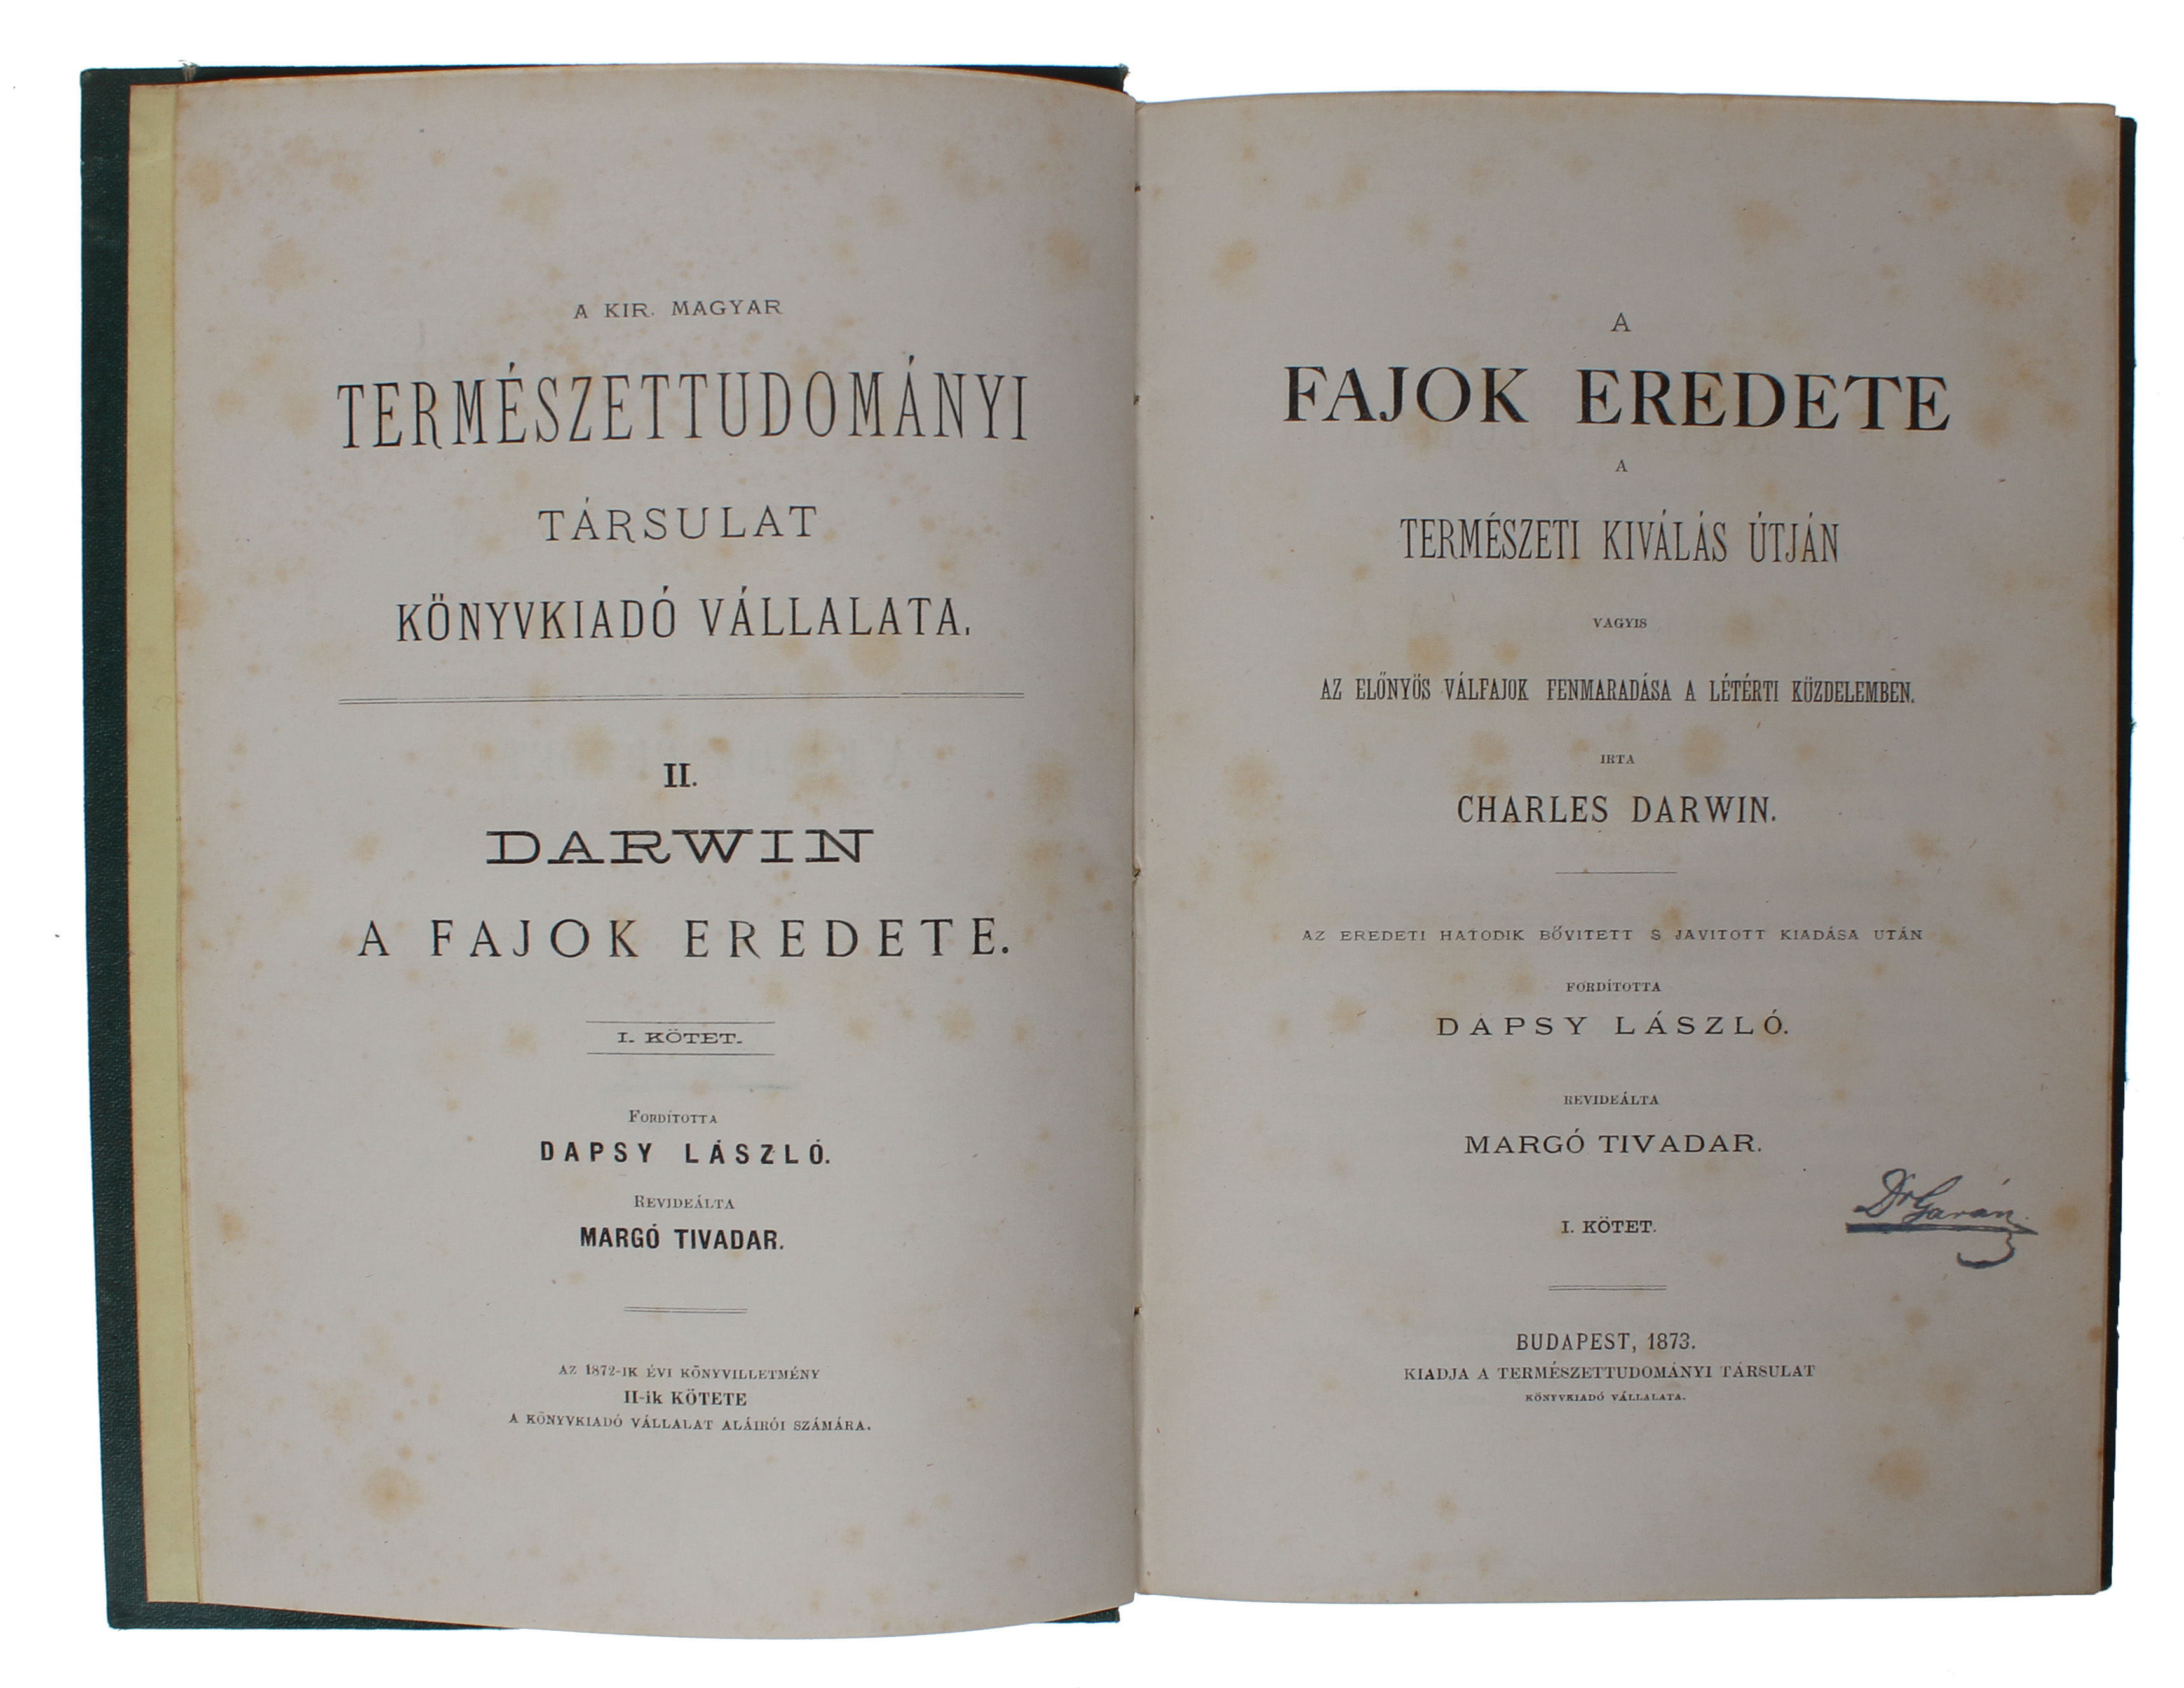 A KIR. MAGYAR
TERMÉSZETTUDOMÁNYI
TÁRSULAT
KÖNYVKIADÓ VÁLLALATA.
II.
DARWIN
A FAJOK EREDETE.
I. KÖTET.
FORDÍTOTTA
DAPSY LÁSZLÓ.
REVIDEÁLTA
MARGÓ TIVADAR.
AZ 1872-IK ÉVI KÖNYVILLETMÉNY
II-ik KÖTETE
A KÖNYVKIADÓ VÁLLALAT ALÁIRÓI SZÁMÁRA.
A
FAJOK EREDETE
A
TERMÉSZETI KIVÁLÁS ÚTJÁN
VAGYIS
AZ ELŐNYÖS VÁLFAJOK FENMARADÁSA A LÉTÉRTI KÜZDELEMBEN.
IRTA
CHARLES DARWIN.
AZ EREDETI HATODIK BŐVITETT S JAVITOTT KIADÁSA UTÁN
FORDÍTOTTA
DAPSY LÁSZLÓ.
REVIDEÁLTA
MARGÓ TIVADAR.
Dr Garán
I. KÖTET.
BUDAPEST, 1873.
KIADJA A TERMÉSZETTUDOMÁNYI TÁRSULAT
KÖNYVKIADÓ VÁLLALATA.